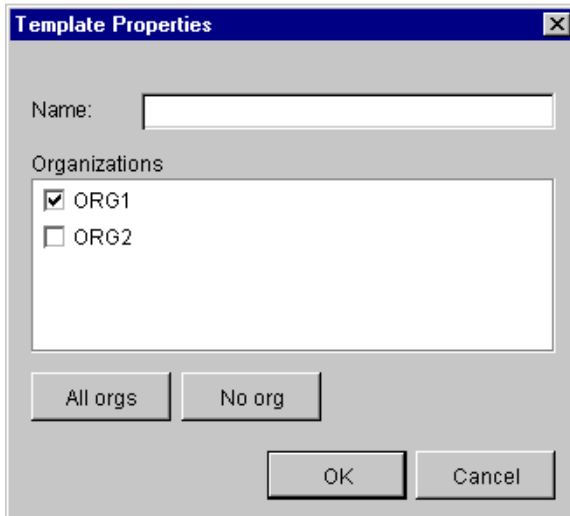 Template Properties
Name:
Organizations
ORG1
ORG2
All orgs No org
OK Cancel